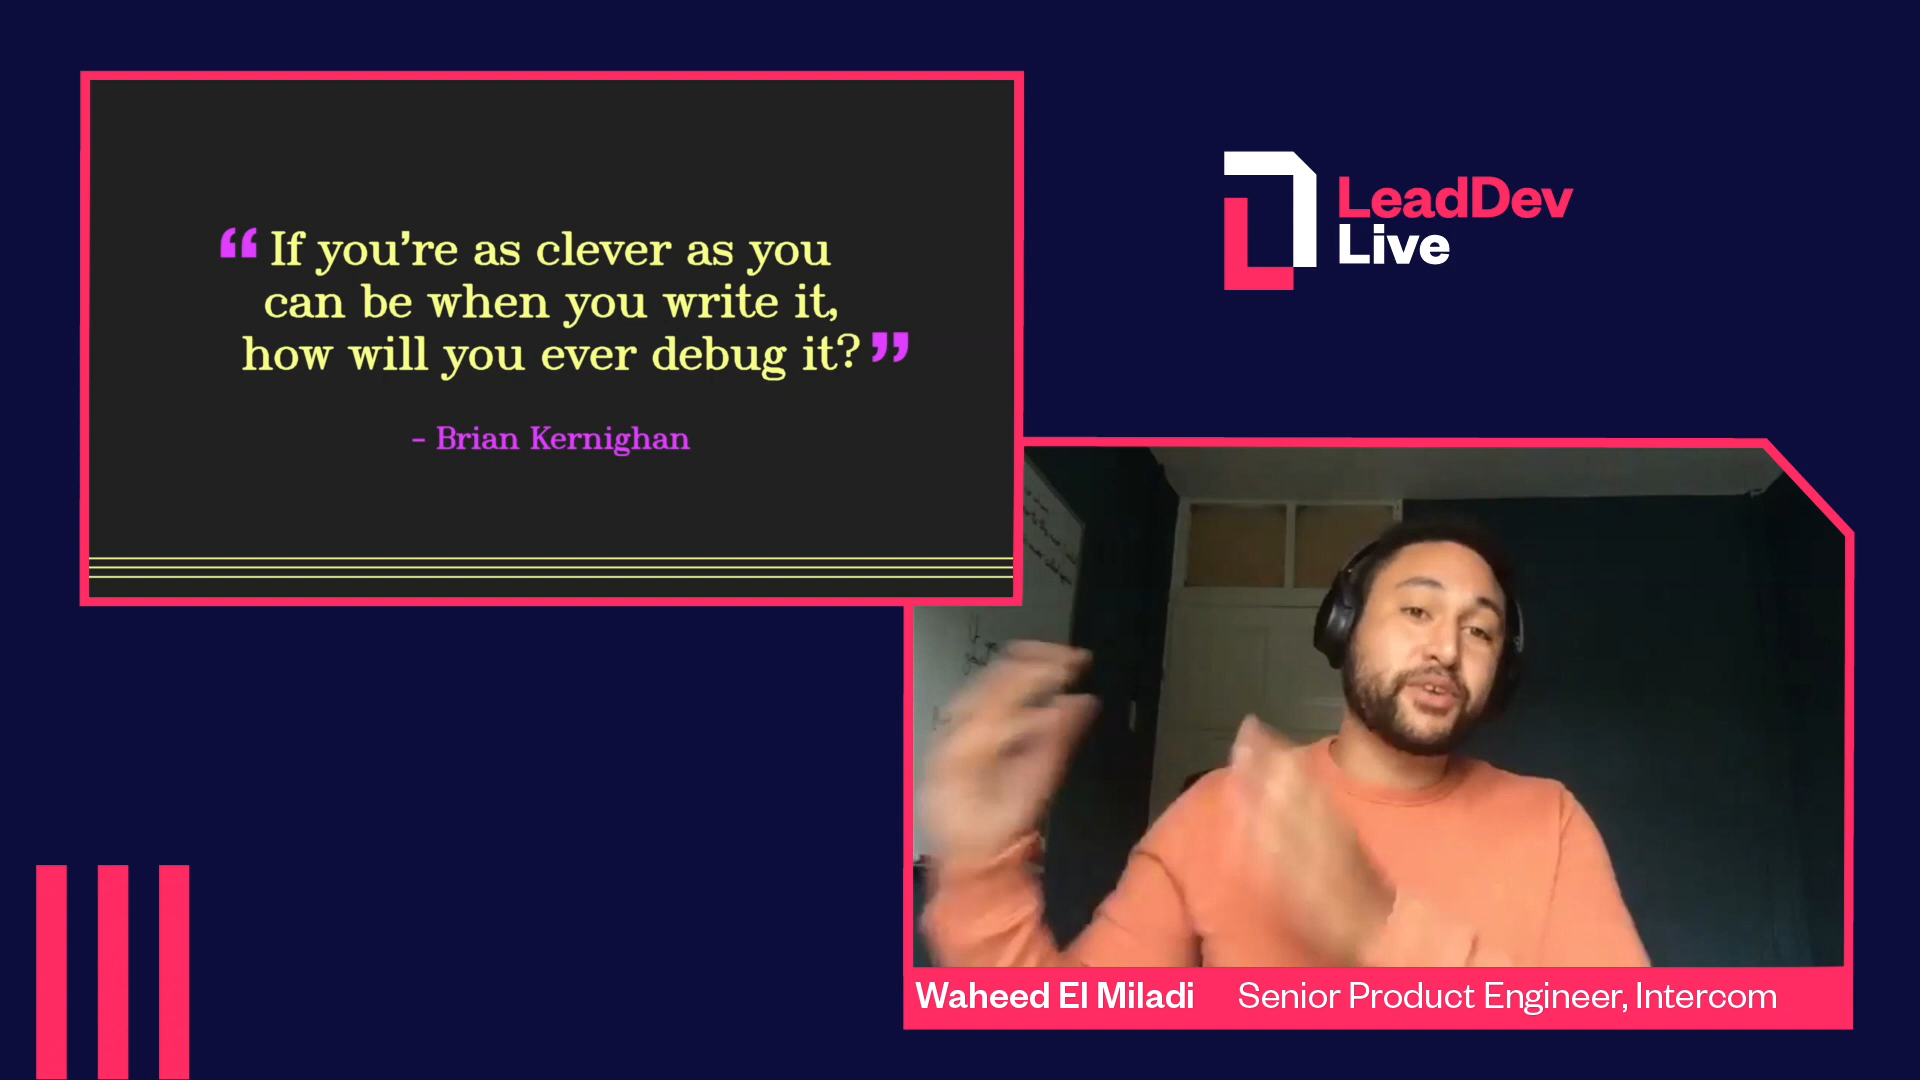 “If you’re as clever as you
can be when you write it,
how will you ever debug it?”
- Brian Kernighan
LeadDev
Live
Waheed El Miladi Senior Product Engineer, Intercom